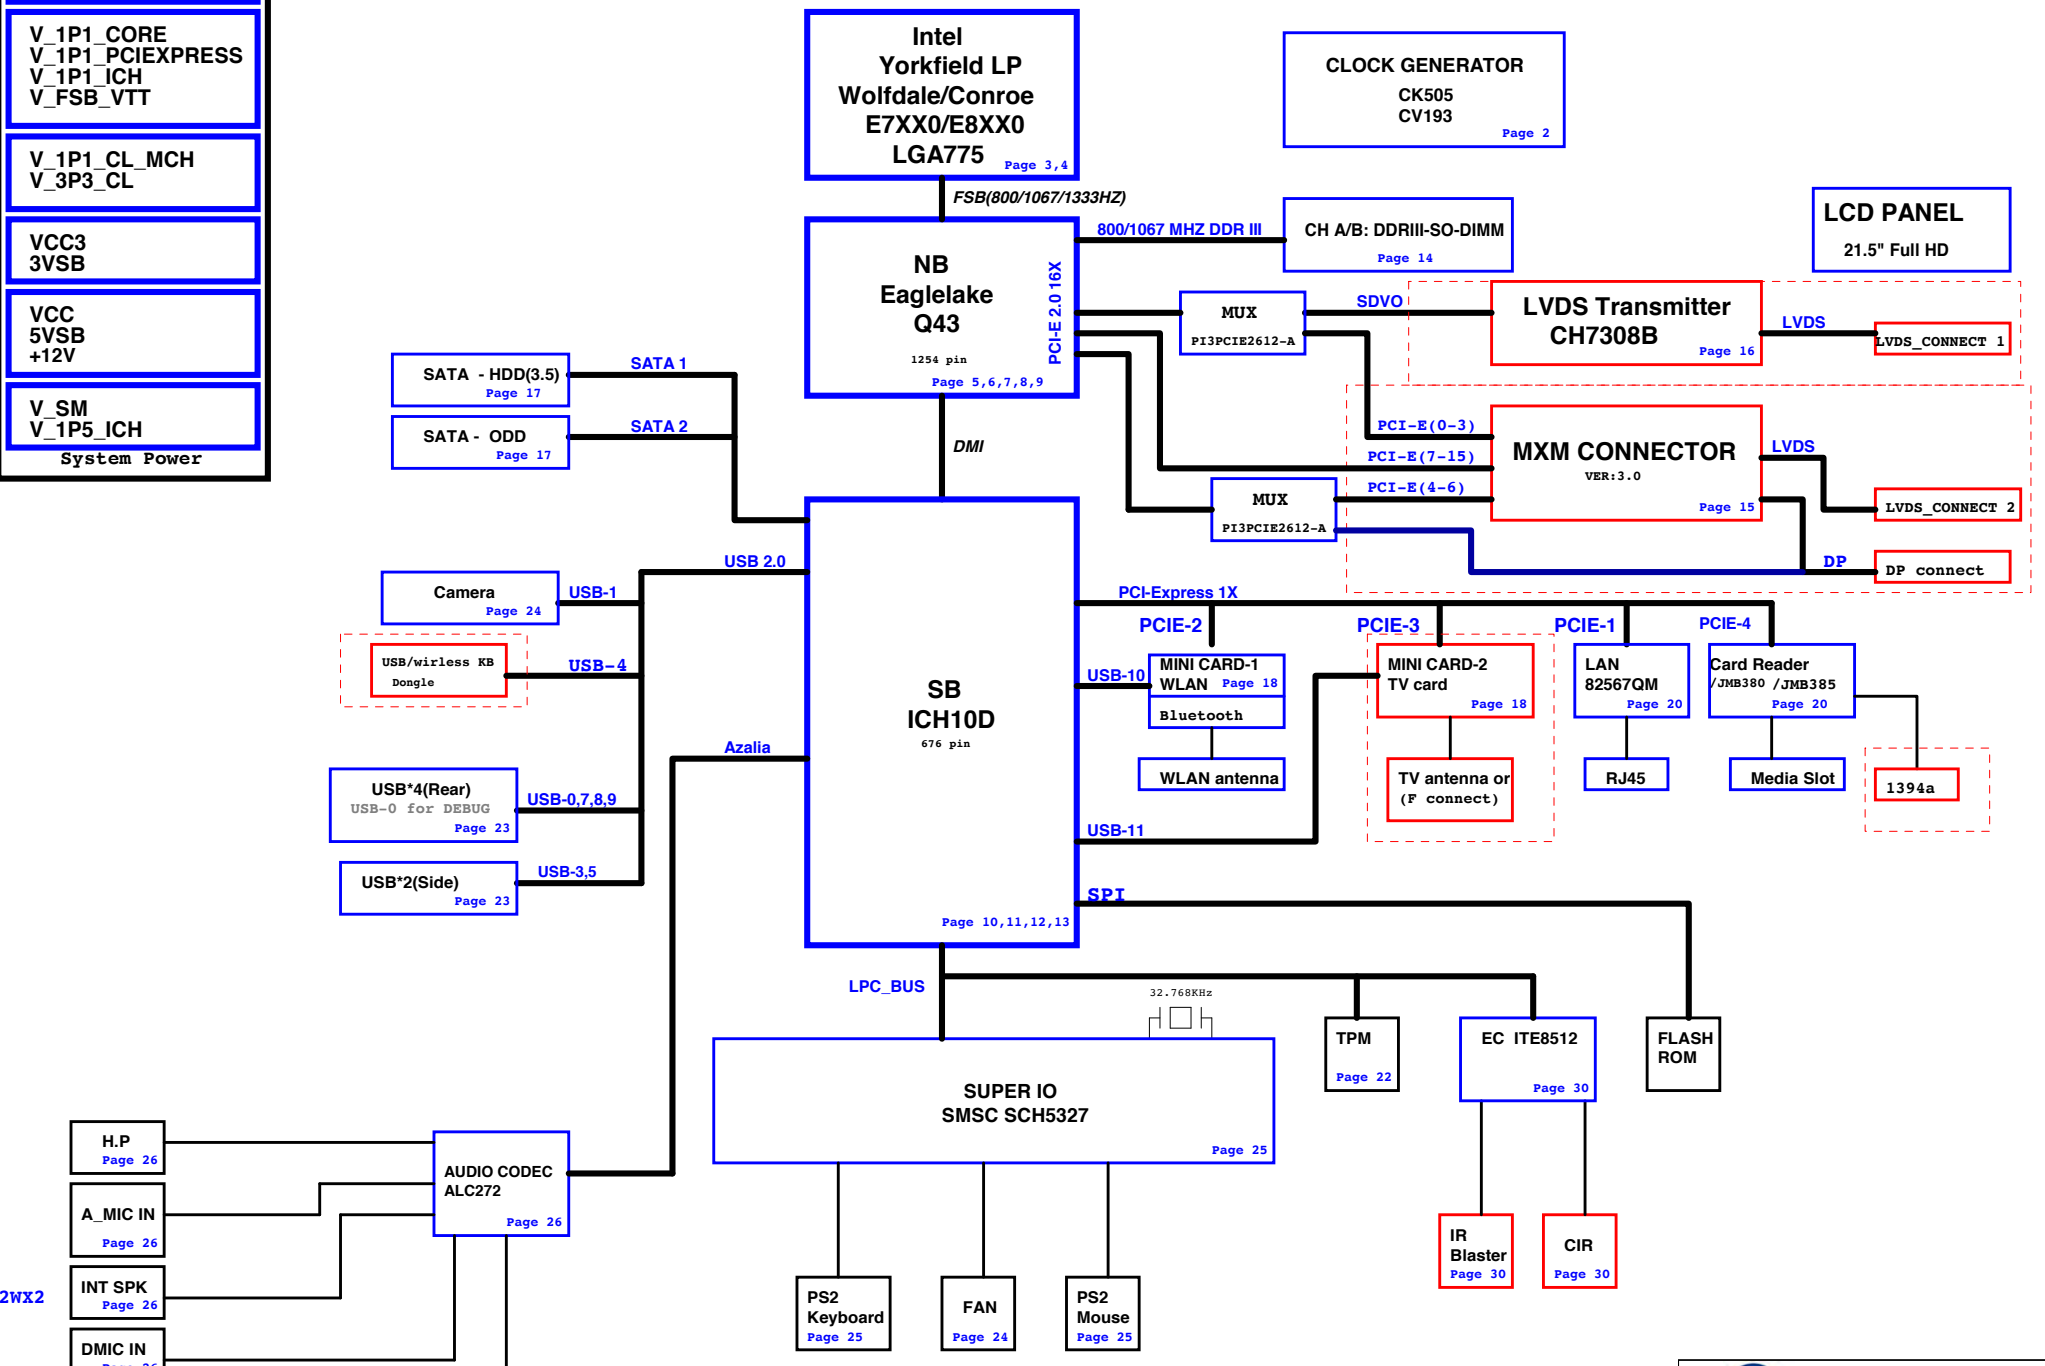 V_1P1_CORE
V_1P1_PCIEXPRESS
V_1P1_ICH
V_FSB_VTT
V_1P1_CL_MCH
V_3P3_CL
VCC3
3VSB
VCC
5VSB
+12V
V_SM
V_1P5_ICH
System Power
Intel
Yorkfield LP
Wolfdale/Conroe
E7XX0/E8XX0
LGA775
Page 3,4
CLOCK GENERATOR
CK505
CV193
Page 2
FSB(800/1067/1333HZ)
NB
Eaglelake
Q43
1254 pin
Page 5,6,7,8,9
PCI-E 2.0 16X
800/1067 MHZ DDR III
CH A/B: DDRIII-SO-DIMM
Page 14
LCD PANEL
21.5" Full HD
MUX
PI3PCIE2612-A
SDVO
LVDS Transmitter
CH7308B
Page 16
LVDS
LVDS_CONNECT 1
SATA - HDD(3.5)
Page 17
SATA 1
SATA - ODD
Page 17
SATA 2
DMI
PCI-E(0-3)
PCI-E(7-15)
PCI-E(4-6)
MUX
PI3PCIE2612-A
MXM CONNECTOR
VER:3.0
Page 15
LVDS
LVDS_CONNECT 2
DP
DP connect
SB
ICH10D
676 pin
Page 10,11,12,13
USB 2.0
Camera
Page 24
USB-1
USB/wirless KB
Dongle
USB-4
Azalia
USB*4(Rear)
USB-0 for DEBUG
Page 23
USB-0,7,8,9
USB*2(Side)
Page 23
USB-3,5
PCI-Express 1X
PCIE-2
PCIE-3
PCIE-1
PCIE-4
USB-10
MINI CARD-1
WLAN Page 18
Bluetooth
WLAN antenna
MINI CARD-2
TV card
Page 18
TV antenna or
(F connect)
LAN
82567QM
Page 20
RJ45
Card Reader
/JMB380 /JMB385
Page 20
Media Slot
1394a
USB-11
SPI
LPC_BUS
32.768KHz
SUPER IO
SMSC SCH5327
Page 25
TPM
Page 22
EC ITE8512
Page 30
FLASH
ROM
IR
Blaster
Page 30
CIR
Page 30
PS2
Keyboard
Page 25
FAN
Page 24
PS2
Mouse
Page 25
H.P
Page 26
A_MIC IN
Page 26
INT SPK
Page 26
2WX2
DMIC IN
Page 26
AUDIO CODEC
ALC272
Page 26